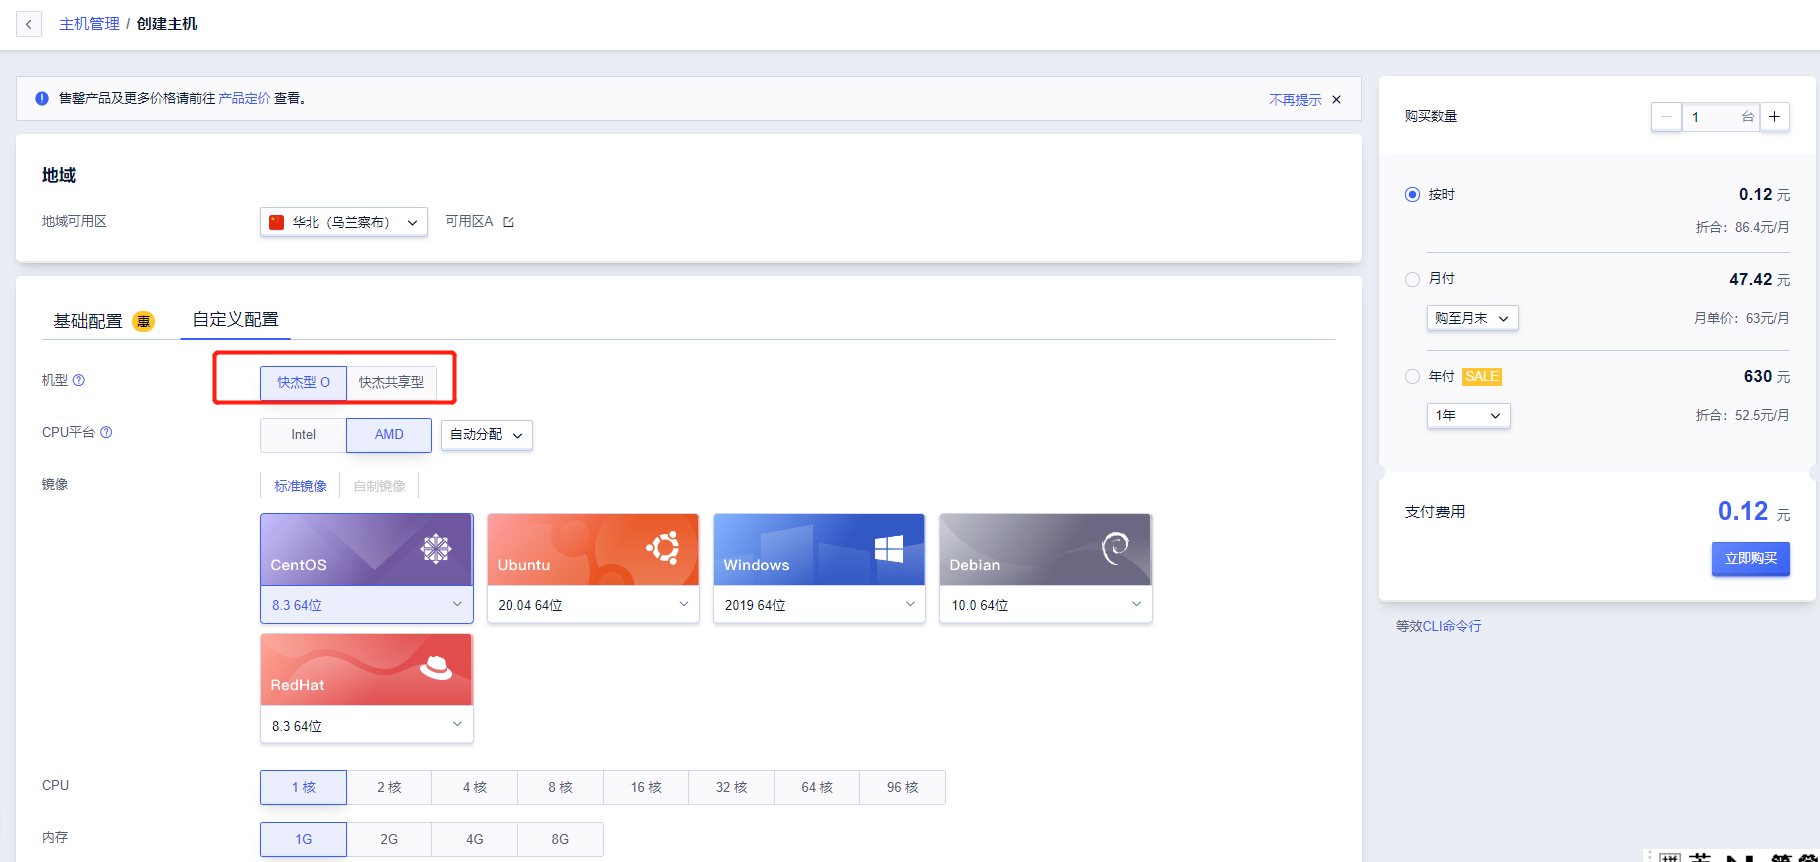 主机管理 / 创建主机
售罄产品及更多价格请前往 产品定价 查看。 不再提示
地域
地域可用区 华北（乌兰察布） 可用区A
基础配置 惠 自定义配置
机型 快杰型 O 快杰共享型
CPU平台 Intel AMD 自动分配
镜像 标准镜像 自制镜像
CentOS Ubuntu Windows Debian
8.3 64位 20.04 64位 2019 64位 10.0 64位
RedHat
8.3 64位
CPU 1 核 2 核 4 核 8 核 16 核 32 核 64 核 96 核
内存 1G 2G 4G 8G
购买数量 1 台
按时 0.12 元
折合：86.4元/月
月付 47.42 元
购至月末 月单价：63元/月
年付 SALE 630 元
1年 折合：52.5元/月
支付费用 0.12 元
立即购买
等效CLI命令行